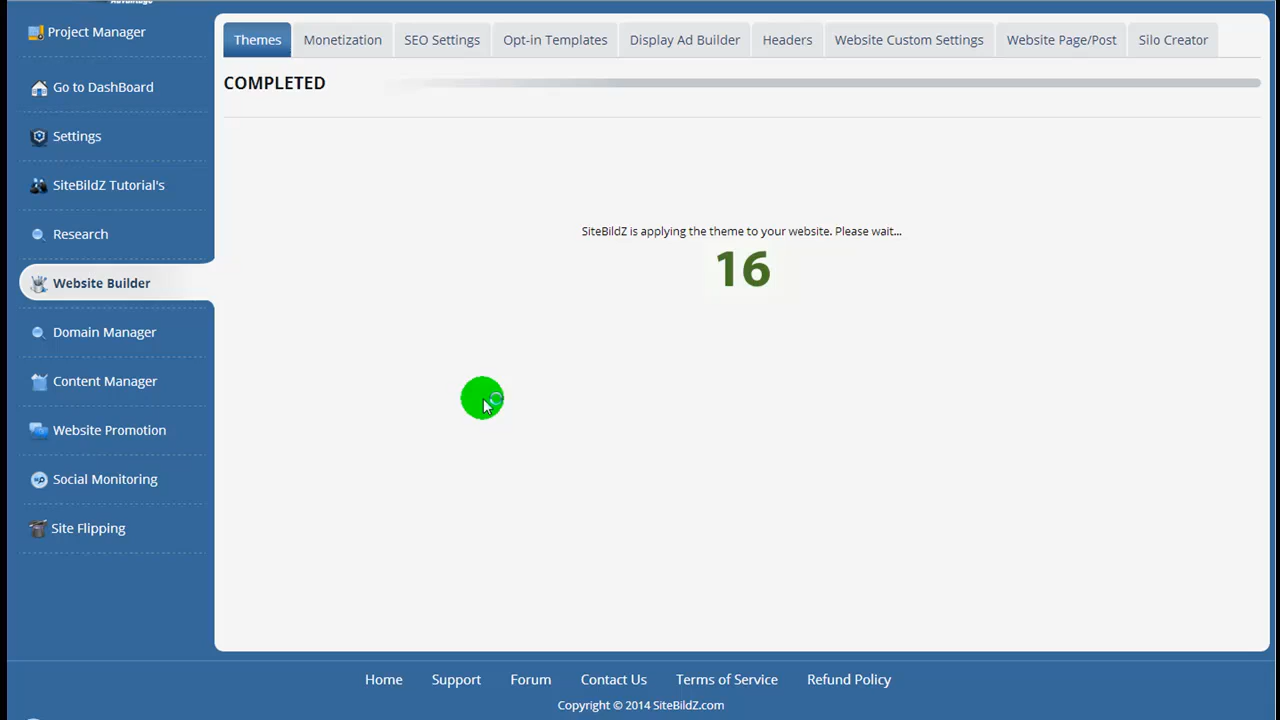 Advantage
Project Manager
Go to DashBoard
Settings
SiteBildZ Tutorial's
Research
Website Builder
Domain Manager
Content Manager
Website Promotion
Social Monitoring
Site Flipping
Themes
Monetization
SEO Settings
Opt-in Templates
Display Ad Builder
Headers
Website Custom Settings
Website Page/Post
Silo Creator
COMPLETED
SiteBildZ is applying the theme to your website. Please wait...
16
Home
Support
Forum
Contact Us
Terms of Service
Refund Policy
Copyright © 2014 SiteBildZ.com